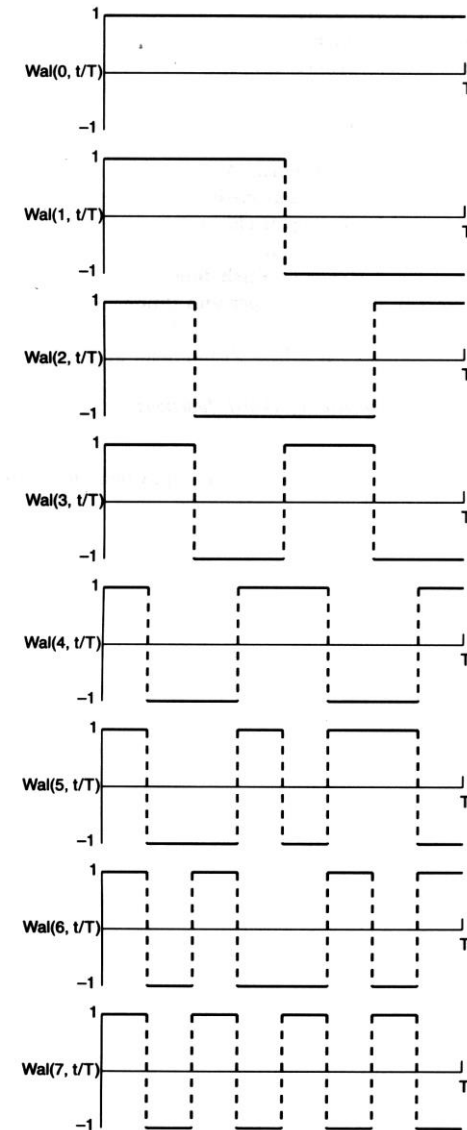 1
Wal(0, t/T)
T
–1
1
Wal(1, t/T)
T
–1
1
Wal(2, t/T)
T
–1
1
Wal(3, t/T)
T
–1
1
Wal(4, t/T)
T
–1
1
Wal(5, t/T)
T
–1
1
Wal(6, t/T)
T
–1
1
Wal(7, t/T)
T
–1